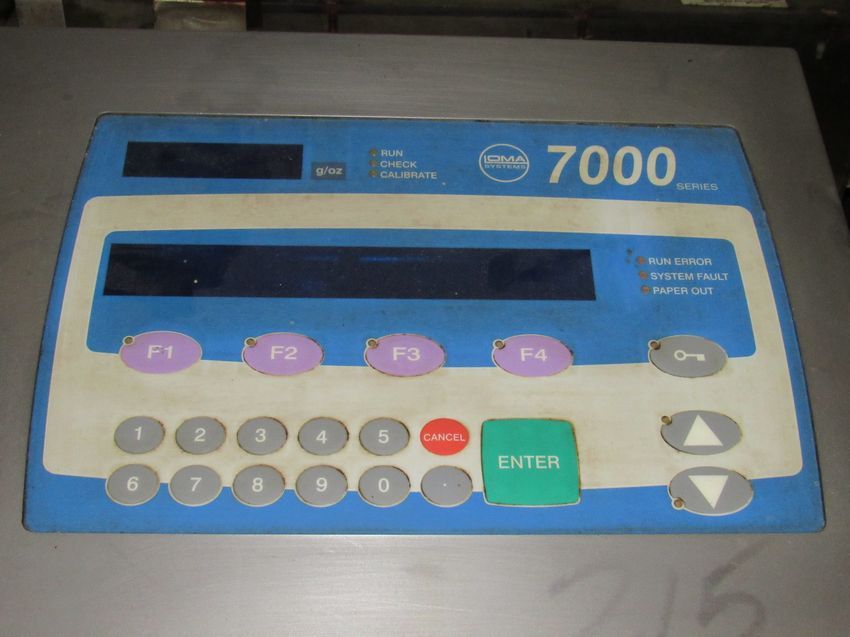 g/oz
RUN
CHECK
CALIBRATE
LOMA
SYSTEMS
7000
SERIES
RUN ERROR
SYSTEM FAULT
PAPER OUT
F1 F2 F3 F4
1 2 3 4 5 CANCEL
ENTER
6 7 8 9 0 .
215